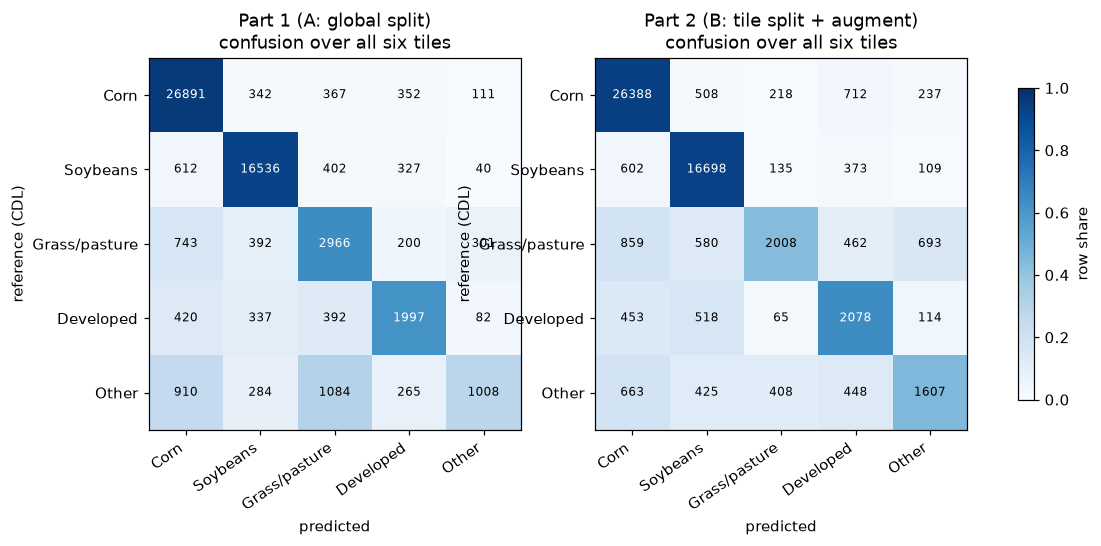 Part 1 (A: global split)
confusion over all six tiles
Corn
26891
342
367
352
111
Soybeans
612
16536
402
327
40
Grass/pasture
743
392
2966
200
301
Developed
420
337
392
1997
82
Other
910
284
1084
265
1008
reference (CDL)
Corn
Soybeans
Grass/pasture
Developed
Other
predicted
Part 2 (B: tile split + augment)
confusion over all six tiles
Corn
26388
508
218
712
237
Soybeans
602
16698
135
373
109
Grass/pasture
859
580
2008
462
693
Developed
453
518
65
2078
114
Other
663
425
408
448
1607
reference (CDL)
Corn
Soybeans
Grass/pasture
Developed
Other
predicted
1.0
0.8
0.6
0.4
0.2
0.0
row share